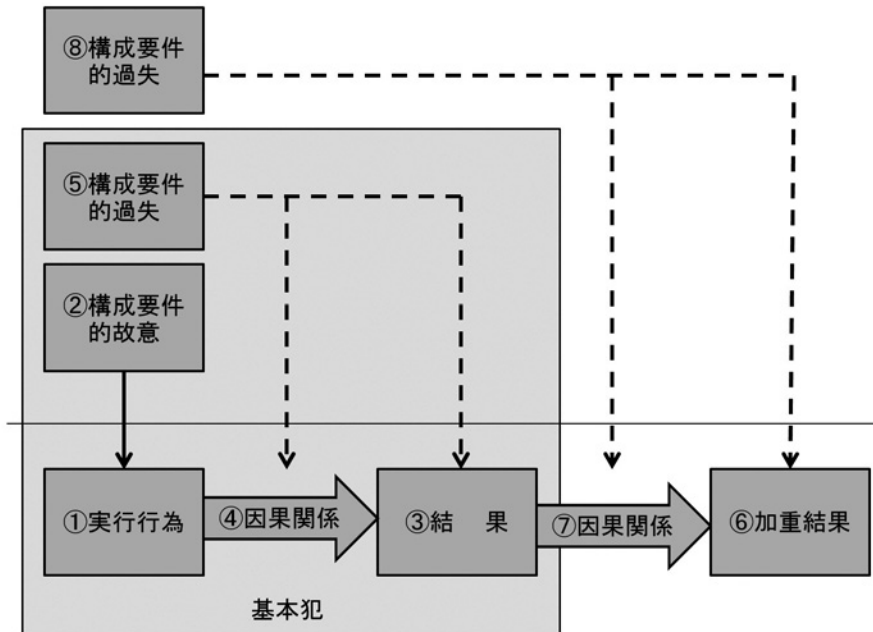 ⑧構成要件
的過失
⑤構成要件
的過失
②構成要件
的故意
①実行行為
④因果関係
③結　果
⑦因果関係
⑥加重結果
基本犯